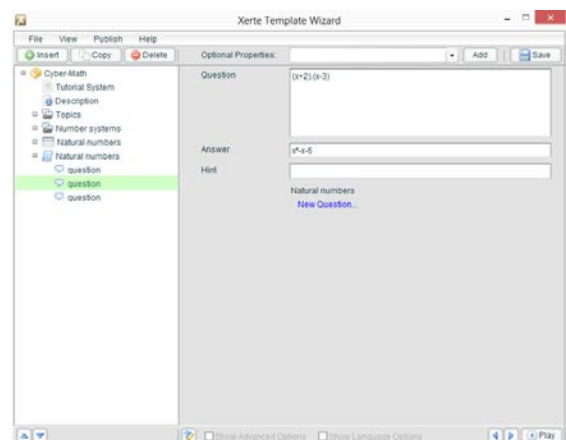 Xerte Template Wizard
File View Publish Help
Insert Copy Delete Optional Properties: Add Save
Cyber-Math
Tutorial System
Description
Topics
Number systems
Natural numbers
Natural numbers
question
question
question
Question (x+2).(x-3)
Answer x²-x-6
Hint
Natural numbers
New Question...
Show Advanced Options Show Language Options Play